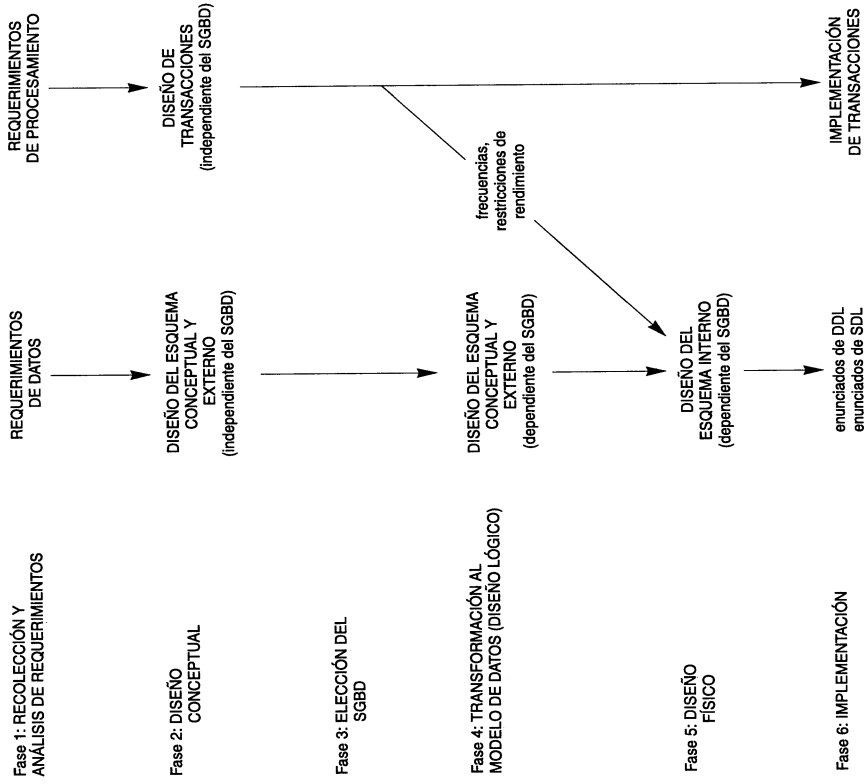 Fase 1: RECOLECCIÓN Y
ANÁLISIS DE REQUERIMIENTOS
REQUERIMIENTOS
DE DATOS
REQUERIMIENTOS
DE PROCESAMIENTO
Fase 2: DISEÑO
CONCEPTUAL
DISEÑO DEL ESQUEMA
CONCEPTUAL Y
EXTERNO
(independiente del SGBD)
DISEÑO DE
TRANSACCIONES
(independiente del SGBD)
Fase 3: ELECCIÓN DEL
SGBD
Fase 4: TRANSFORMACIÓN AL
MODELO DE DATOS (DISEÑO LÓGICO)
DISEÑO DEL ESQUEMA
CONCEPTUAL Y
EXTERNO
(dependiente del SGBD)
frecuencias,
restricciones de
rendimiento
Fase 5: DISEÑO
FÍSICO
DISEÑO DEL
ESQUEMA INTERNO
(dependiente del SGBD)
Fase 6: IMPLEMENTACIÓN
enunciados de DDL
enunciados de SDL
IMPLEMENTACIÓN
DE TRANSACCIONES